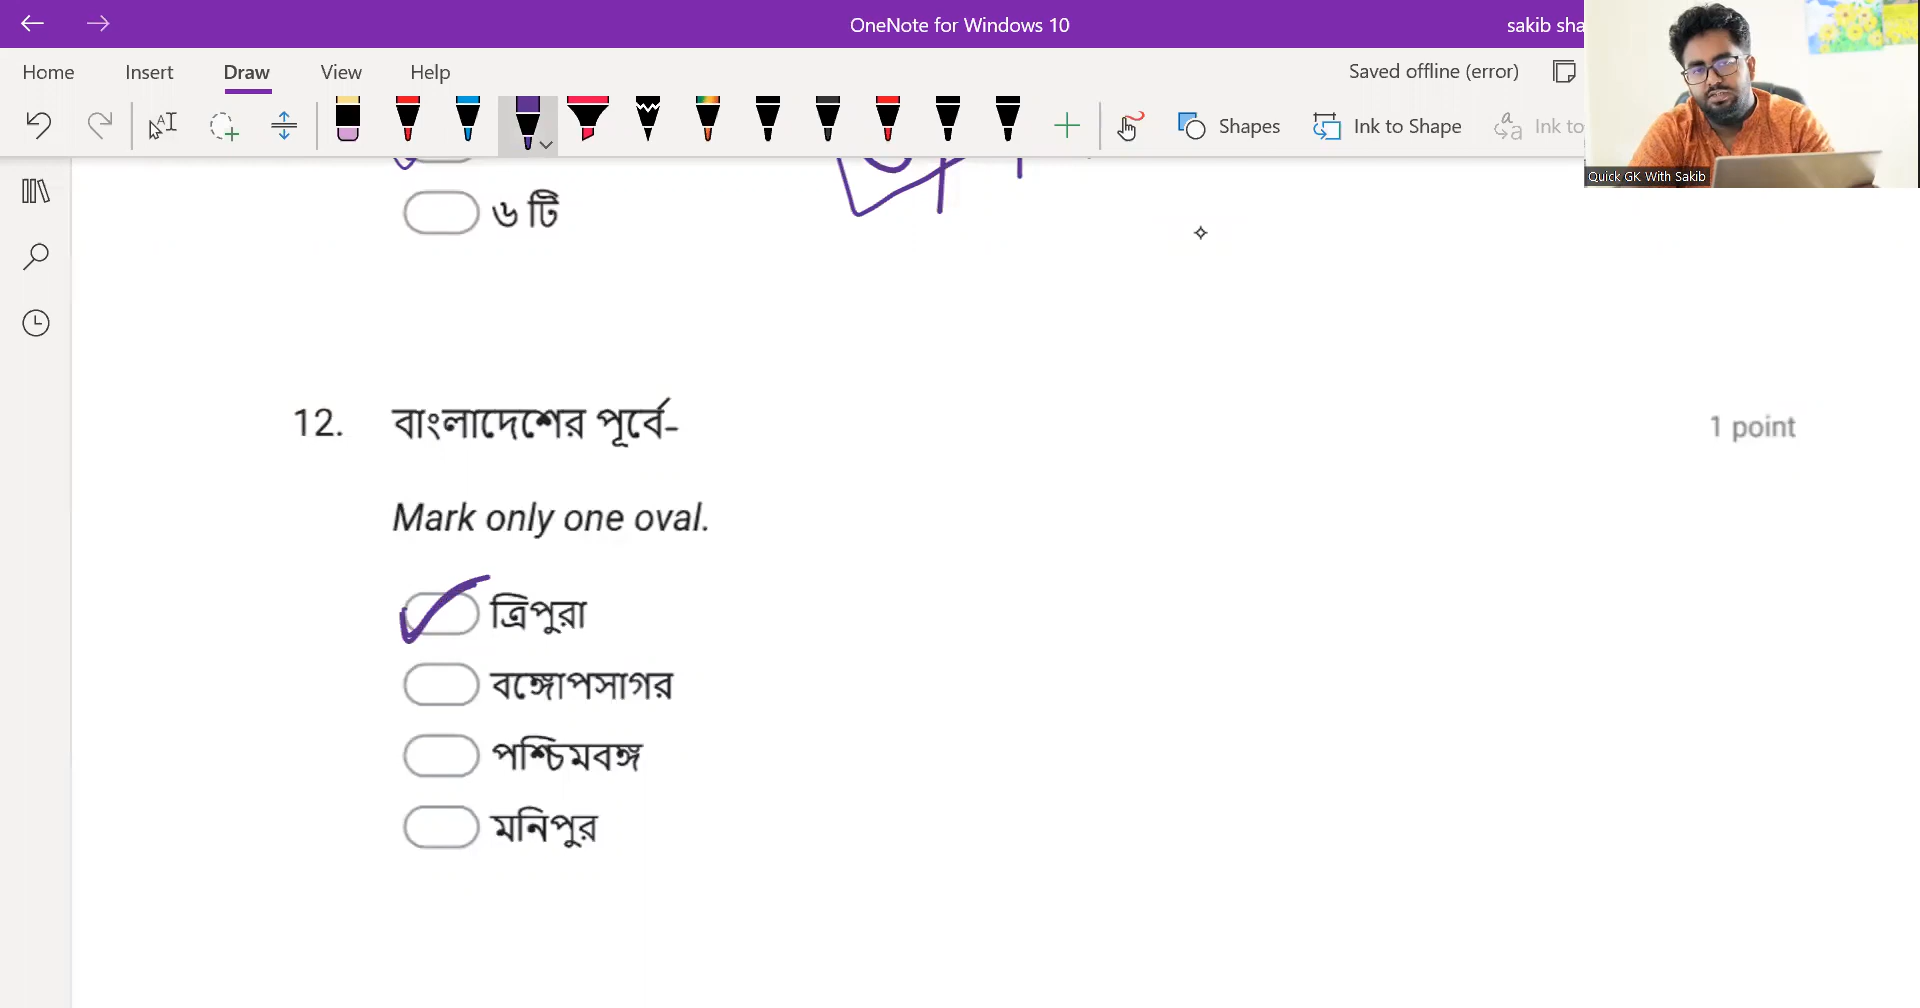 OneNote for Windows 10
sakib sha
Home Insert Draw View Help
Saved offline (error)
Shapes
Ink to Shape
Ink to
Quick GK With Sakib
৬ টি
12. বাংলাদেশের পূর্বে-
1 point
Mark only one oval.
ত্রিপুরা
বঙ্গোপসাগর
পশ্চিমবঙ্গ
মনিপুর